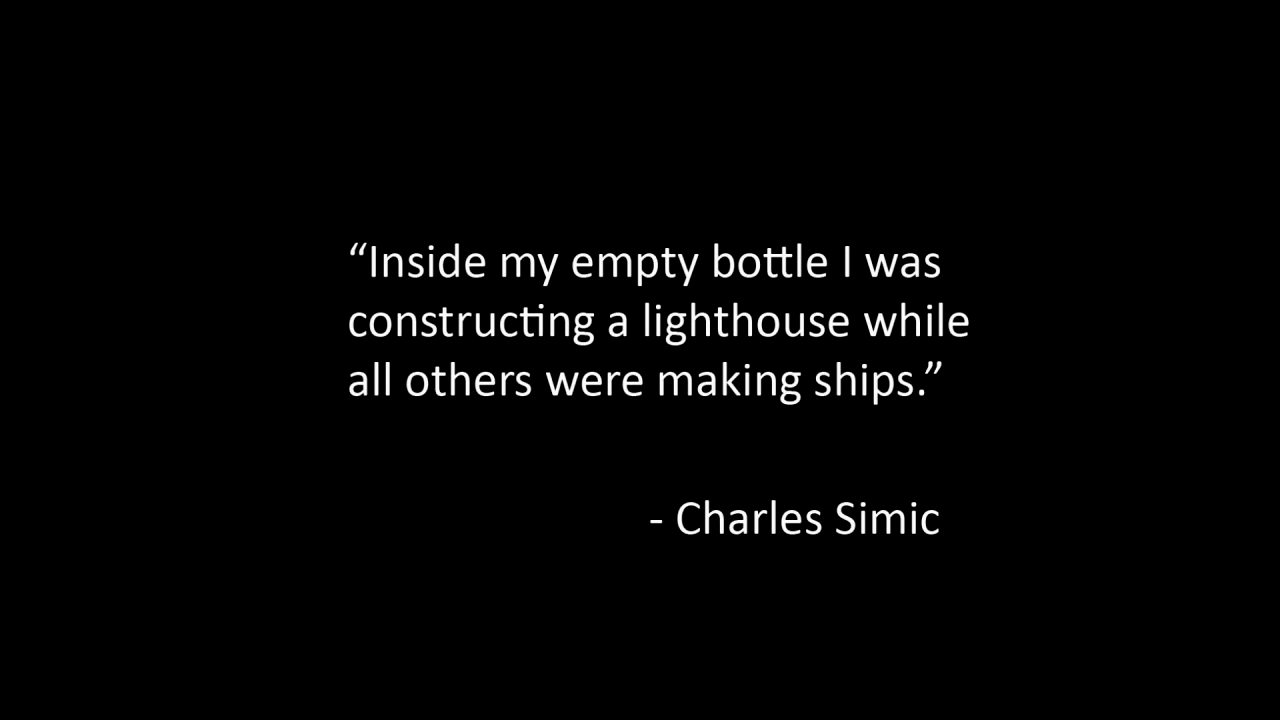 “Inside my empty bottle I was
constructing a lighthouse while
all others were making ships.”
- Charles Simic